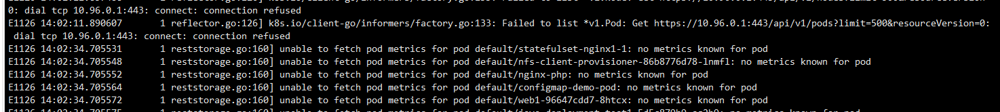 0: dial tcp 10.96.0.1:443: connect: connection refused
E1126 14:02:11.890607 1 reflector.go:126] k8s.io/client-go/informers/factory.go:133: Failed to list *v1.Pod: Get https://10.96.0.1:443/api/v1/pods?limit=500&resourceVersion=0:
dial tcp 10.96.0.1:443: connect: connection refused
E1126 14:02:34.705531 1 reststorage.go:160] unable to fetch pod metrics for pod default/statefulset-nginx1-1: no metrics known for pod
E1126 14:02:34.705548 1 reststorage.go:160] unable to fetch pod metrics for pod default/nfs-client-provisioner-86b8776d78-lnmfl: no metrics known for pod
E1126 14:02:34.705552 1 reststorage.go:160] unable to fetch pod metrics for pod default/nginx-php: no metrics known for pod
E1126 14:02:34.705564 1 reststorage.go:160] unable to fetch pod metrics for pod default/configmap-demo-pod: no metrics known for pod
E1126 14:02:34.705572 1 reststorage.go:160] unable to fetch pod metrics for pod default/web1-96647cdd7-8htcx: no metrics known for pod